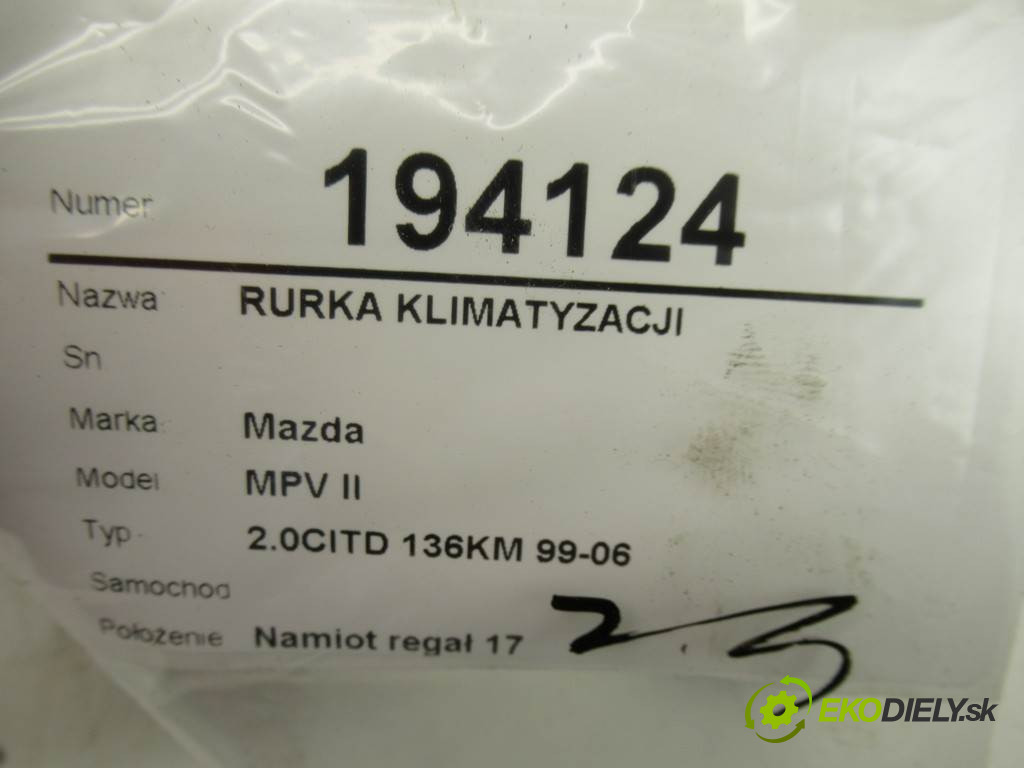 Numer 194124
Nazwa RURKA KLIMATYZACJI
Sn
Marka: Mazda
Model MPV II
Typ 2.0CITD 136KM 99-06
Samochod
Położenie Namiot regał 17 2.3
EKODIELY.sk